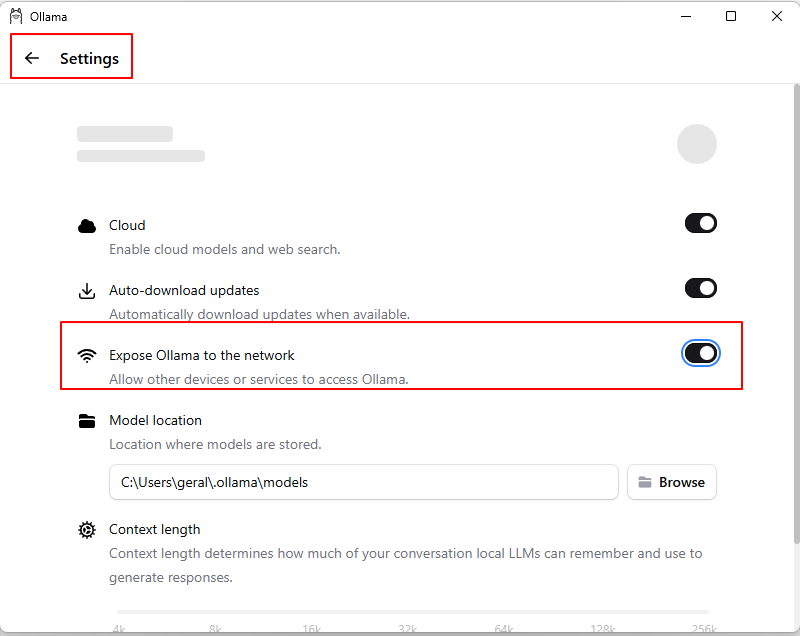 Ollama
Settings
Cloud
Enable cloud models and web search.
Auto-download updates
Automatically download updates when available.
Expose Ollama to the network
Allow other devices or services to access Ollama.
Model location
Location where models are stored.
C:\Users\geral\.ollama\models
Browse
Context length
Context length determines how much of your conversation local LLMs can remember and use to
generate responses.
4k 8k 16k 32k 64k 128k 256k